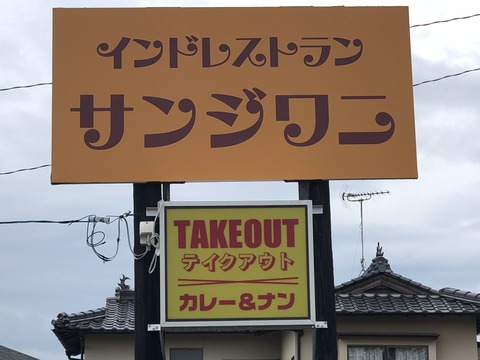 インドレストラン
サンジワニ
TAKEOUT
テイクアウト
カレー&ナン